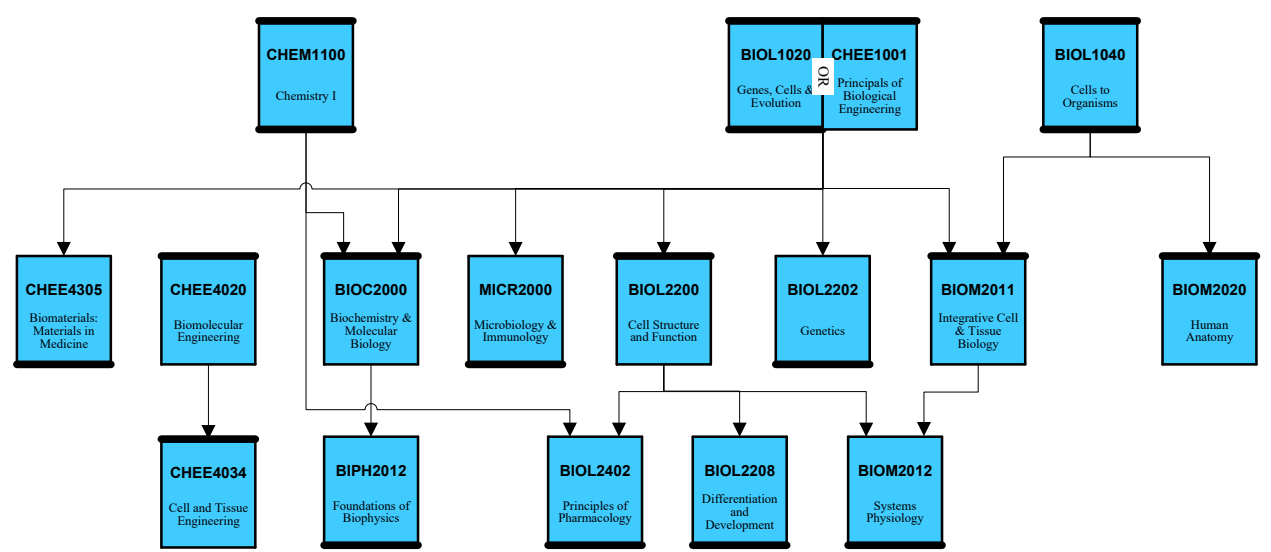 CHEM1100
Chemistry I
BIOL1020
Genes, Cells &
Evolution
OR
CHEE1001
Principals of
Biological
Engineering
BIOL1040
Cells to
Organisms
CHEE4305
Biomaterials:
Materials in
Medicine
CHEE4020
Biomolecular
Engineering
BIOC2000
Biochemistry &
Molecular
Biology
MICR2000
Microbiology &
Immunology
BIOL2200
Cell Structure
and Function
BIOL2202
Genetics
BIOM2011
Integrative Cell
& Tissue
Biology
BIOM2020
Human
Anatomy
CHEE4034
Cell and Tissue
Engineering
BIPH2012
Foundations of
Biophysics
BIOL2402
Principles of
Pharmacology
BIOL2208
Differentiation
and
Development
BIOM2012
Systems
Physiology